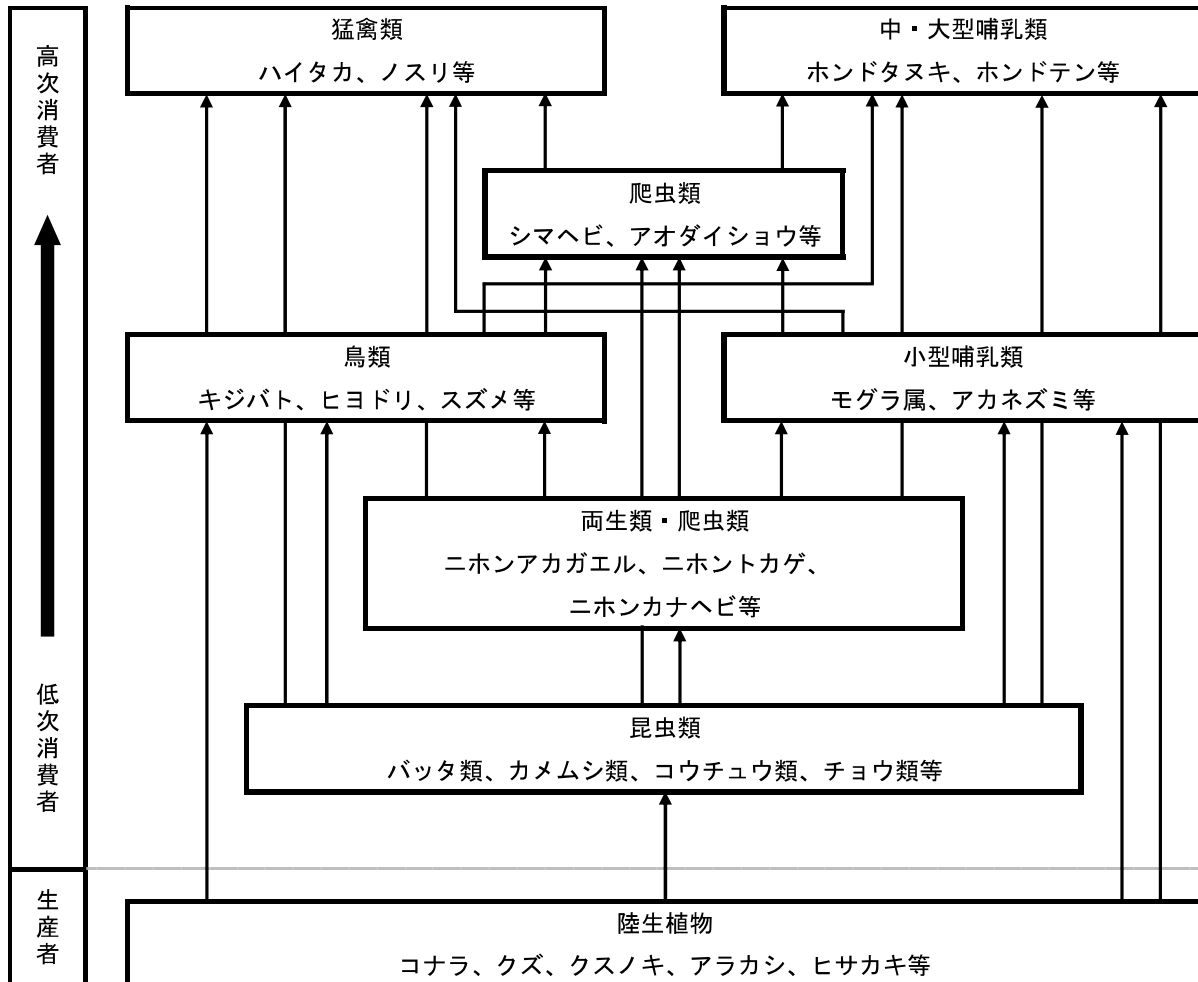 高次消費者
低次消費者
生産者
猛禽類
ハイタカ、ノスリ等
中・大型哺乳類
ホンドタヌキ、ホンドテン等
爬虫類
シマヘビ、アオダイショウ等
鳥類
キジバト、ヒヨドリ、スズメ等
小型哺乳類
モグラ属、アカネズミ等
両生類・爬虫類
ニホンアカガエル、ニホントカゲ、
ニホンカナヘビ等
昆虫類
バッタ類、カメムシ類、コウチュウ類、チョウ類等
陸生植物
コナラ、クズ、クスノキ、アラカシ、ヒサカキ等